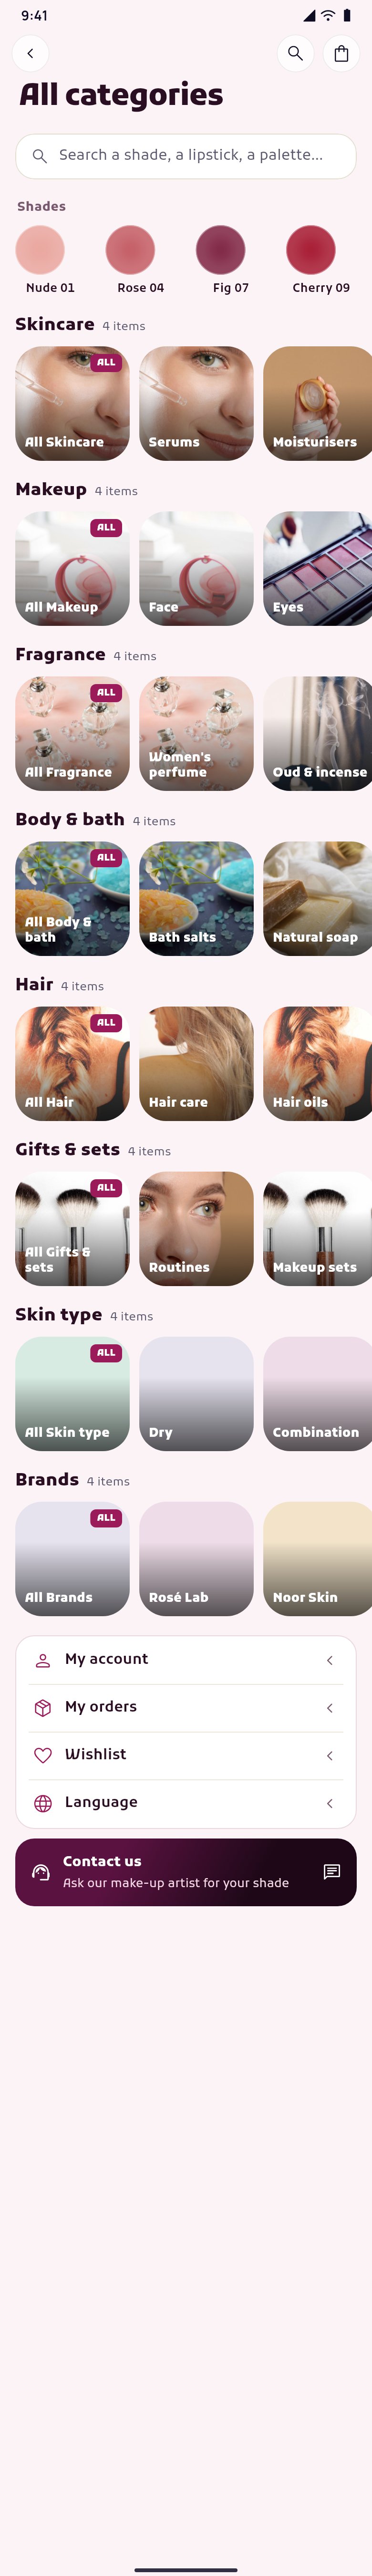 9:41
All categories
Search a shade, a lipstick, a palette...
Shades
Nude 01
Rose 04
Fig 07
Cherry 09
Skincare 4 items
ALL
All Skincare
Serums
Moisturisers
Makeup 4 items
ALL
All Makeup
Face
Eyes
Fragrance 4 items
ALL
All Fragrance
Women's
perfume
Oud & incense
Body & bath 4 items
ALL
All Body &
bath
Bath salts
Natural soap
Hair 4 items
ALL
All Hair
Hair care
Hair oils
Gifts & sets 4 items
ALL
All Gifts &
sets
Routines
Makeup sets
Skin type 4 items
ALL
All Skin type
Dry
Combination
Brands 4 items
ALL
All Brands
Rosé Lab
Noor Skin
My account
My orders
Wishlist
Language
Contact us
Ask our make-up artist for your shade